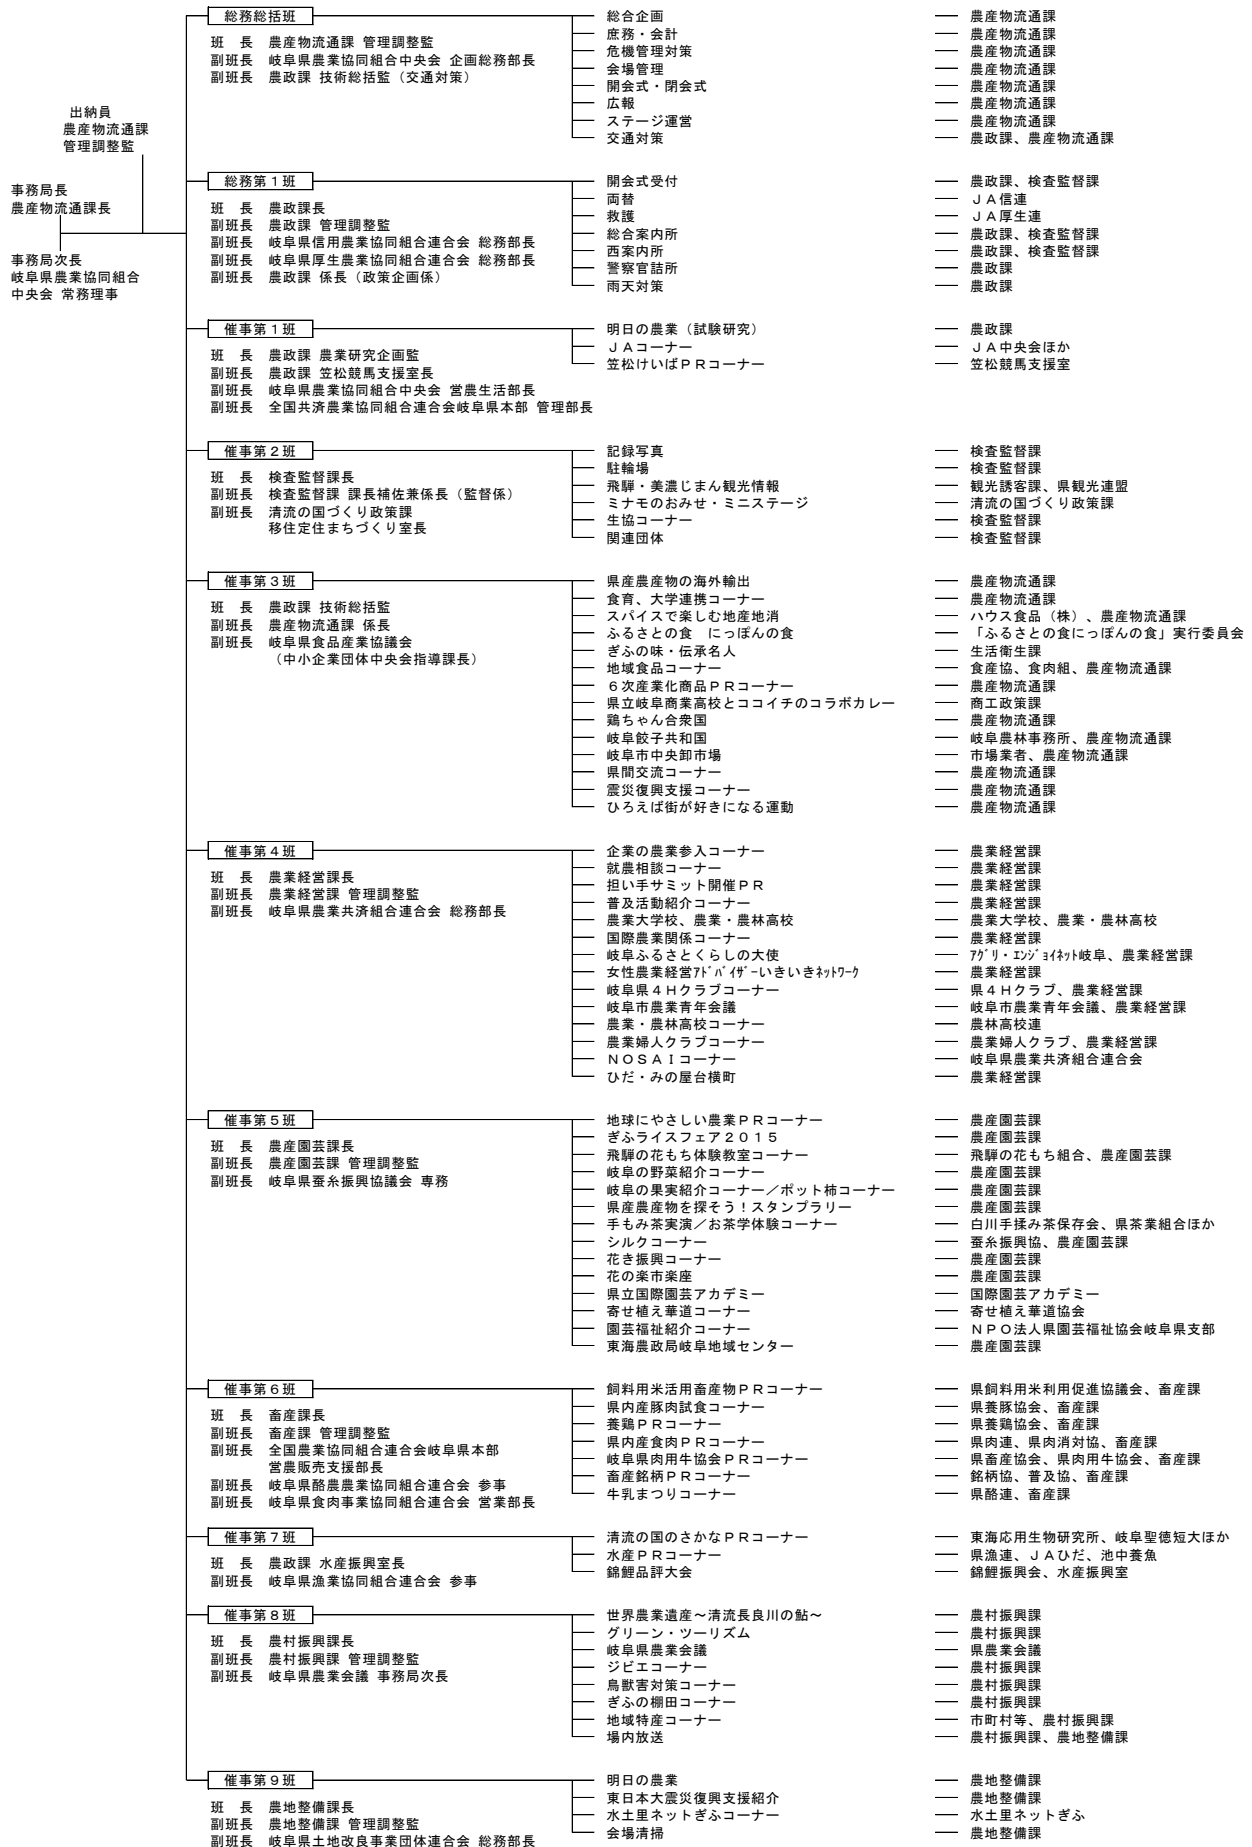 出納員
農産物流通課
管理調整監
事務局長
農産物流通課長
事務局次長
岐阜県農業協同組合
中央会 常務理事
総務総括班
班　長　農産物流通課 管理調整監
副班長　岐阜県農業協同組合中央会 企画総務部長
副班長　農政課 技術総括監（交通対策）
総合企画 農産物流通課
庶務・会計 農産物流通課
危機管理対策 農産物流通課
会場管理 農産物流通課
開会式・閉会式 農産物流通課
広報 農産物流通課
ステージ運営 農産物流通課
交通対策 農政課、農産物流通課
総務第１班
班　長　農政課長
副班長　農政課 管理調整監
副班長　岐阜県信用農業協同組合連合会 総務部長
副班長　岐阜県厚生農業協同組合連合会 総務部長
副班長　農政課 係長（政策企画係）
開会式受付 農政課、検査監督課
両替 ＪＡ信連
救護 ＪＡ厚生連
総合案内所 農政課、検査監督課
西案内所 農政課、検査監督課
警察官詰所 農政課
雨天対策 農政課
催事第１班
班　長　農政課 農業研究企画監
副班長　農政課 笠松競馬支援室長
副班長　岐阜県農業協同組合中央会 営農生活部長
副班長　全国共済農業協同組合連合会岐阜県本部 管理部長
明日の農業（試験研究） 農政課
ＪＡコーナー ＪＡ中央会ほか
笠松けいばＰＲコーナー 笠松競馬支援室
催事第２班
班　長　検査監督課長
副班長　検査監督課 課長補佐兼係長（監督係）
副班長　清流の国づくり政策課
移住定住まちづくり室長
記録写真 検査監督課
駐輪場 検査監督課
飛騨・美濃じまん観光情報 観光誘客課、県観光連盟
ミナモのおみせ・ミニステージ 清流の国づくり政策課
生協コーナー 検査監督課
関連団体 検査監督課
催事第３班
班　長　農政課 技術総括監
副班長　農産物流通課 係長
副班長　岐阜県食品産業協議会
（中小企業団体中央会指導課長）
県産農産物の海外輸出 農産物流通課
食育、大学連携コーナー 農産物流通課
スパイスで楽しむ地産地消 ハウス食品（株）、農産物流通課
ふるさとの食　にっぽんの食 「ふるさとの食にっぽんの食」実行委員会
ぎふの味・伝承名人 生活衛生課
地域食品コーナー 食産協、食肉組、農産物流通課
６次産業化商品ＰＲコーナー 農産物流通課
県立岐阜商業高校とココイチのコラボカレー 商工政策課
鶏ちゃん合衆国 農産物流通課
岐阜餃子共和国 岐阜農林事務所、農産物流通課
岐阜市中央卸市場 市場業者、農産物流通課
県間交流コーナー 農産物流通課
震災復興支援コーナー 農産物流通課
ひろえば街が好きになる運動 農産物流通課
催事第４班
班　長　農業経営課長
副班長　農業経営課 管理調整監
副班長　岐阜県農業共済組合連合会 総務部長
企業の農業参入コーナー 農業経営課
就農相談コーナー 農業経営課
担い手サミット開催ＰＲ 農業経営課
普及活動紹介コーナー 農業経営課
農業大学校、農業・農林高校 農業大学校、農業・農林高校
国際農業関係コーナー 農業経営課
岐阜ふるさとくらしの大使 ｱｸﾞﾘ・ｴﾝｼﾞｮｲﾈｯﾄ岐阜、農業経営課
女性農業経営ｱﾄﾞﾊﾞｲｻﾞｰいきいきﾈｯﾄﾜｰｸ 農業経営課
岐阜県４Ｈクラブコーナー 県４Ｈクラブ、農業経営課
岐阜市農業青年会議 岐阜市農業青年会議、農業経営課
農業・農林高校コーナー 農林高校連
農業婦人クラブコーナー 農業婦人クラブ、農業経営課
ＮＯＳＡＩコーナー 岐阜県農業共済組合連合会
ひだ・みの屋台横町 農業経営課
催事第５班
班　長　農産園芸課長
副班長　農産園芸課 管理調整監
副班長　岐阜県蚕糸振興協議会 専務
地球にやさしい農業ＰＲコーナー 農産園芸課
ぎふライスフェア２０１５ 農産園芸課
飛騨の花もち体験教室コーナー 飛騨の花もち組合、農産園芸課
岐阜の野菜紹介コーナー 農産園芸課
岐阜の果実紹介コーナー／ポット柿コーナー 農産園芸課
県産農産物を探そう！スタンプラリー 農産園芸課
手もみ茶実演／お茶学体験コーナー 白川手揉み茶保存会、県茶業組合ほか
シルクコーナー 蚕糸振興協、農産園芸課
花き振興コーナー 農産園芸課
花の楽市楽座 農産園芸課
県立国際園芸アカデミー 国際園芸アカデミー
寄せ植え華道コーナー 寄せ植え華道協会
園芸福祉紹介コーナー ＮＰＯ法人県園芸福祉協会岐阜県支部
東海農政局岐阜地域センター 農産園芸課
催事第６班
班　長　畜産課長
副班長　畜産課 管理調整監
副班長　全国農業協同組合連合会岐阜県本部
営農販売支援部長
副班長　岐阜県酪農農業協同組合連合会 参事
副班長　岐阜県食肉事業協同組合連合会 営業部長
飼料用米活用畜産物ＰＲコーナー 県飼料用米利用促進協議会、畜産課
県内産豚肉試食コーナー 県養豚協会、畜産課
養鶏ＰＲコーナー 県養鶏協会、畜産課
県内産食肉ＰＲコーナー 県肉連、県肉消対協、畜産課
岐阜県肉用牛協会ＰＲコーナー 県畜産協会、県肉用牛協会、畜産課
畜産銘柄ＰＲコーナー 銘柄協、普及協、畜産課
牛乳まつりコーナー 県酪連、畜産課
催事第７班
班　長　農政課 水産振興室長
副班長　岐阜県漁業協同組合連合会 参事
清流の国のさかなＰＲコーナー 東海応用生物研究所、岐阜聖徳短大ほか
水産ＰＲコーナー 県漁連、ＪＡひだ、池中養魚
錦鯉品評大会 錦鯉振興会、水産振興室
催事第８班
班　長　農村振興課長
副班長　農村振興課 管理調整監
副班長　岐阜県農業会議 事務局次長
世界農業遺産～清流長良川の鮎～ 農村振興課
グリーン・ツーリズム 農村振興課
岐阜県農業会議 県農業会議
ジビエコーナー 農村振興課
鳥獣害対策コーナー 農村振興課
ぎふの棚田コーナー 農村振興課
地域特産コーナー 市町村等、農村振興課
場内放送 農村振興課、農地整備課
催事第９班
班　長　農地整備課長
副班長　農地整備課 管理調整監
副班長　岐阜県土地改良事業団体連合会 総務部長
明日の農業 農地整備課
東日本大震災復興支援紹介 農地整備課
水土里ネットぎふコーナー 水土里ネットぎふ
会場清掃 農地整備課